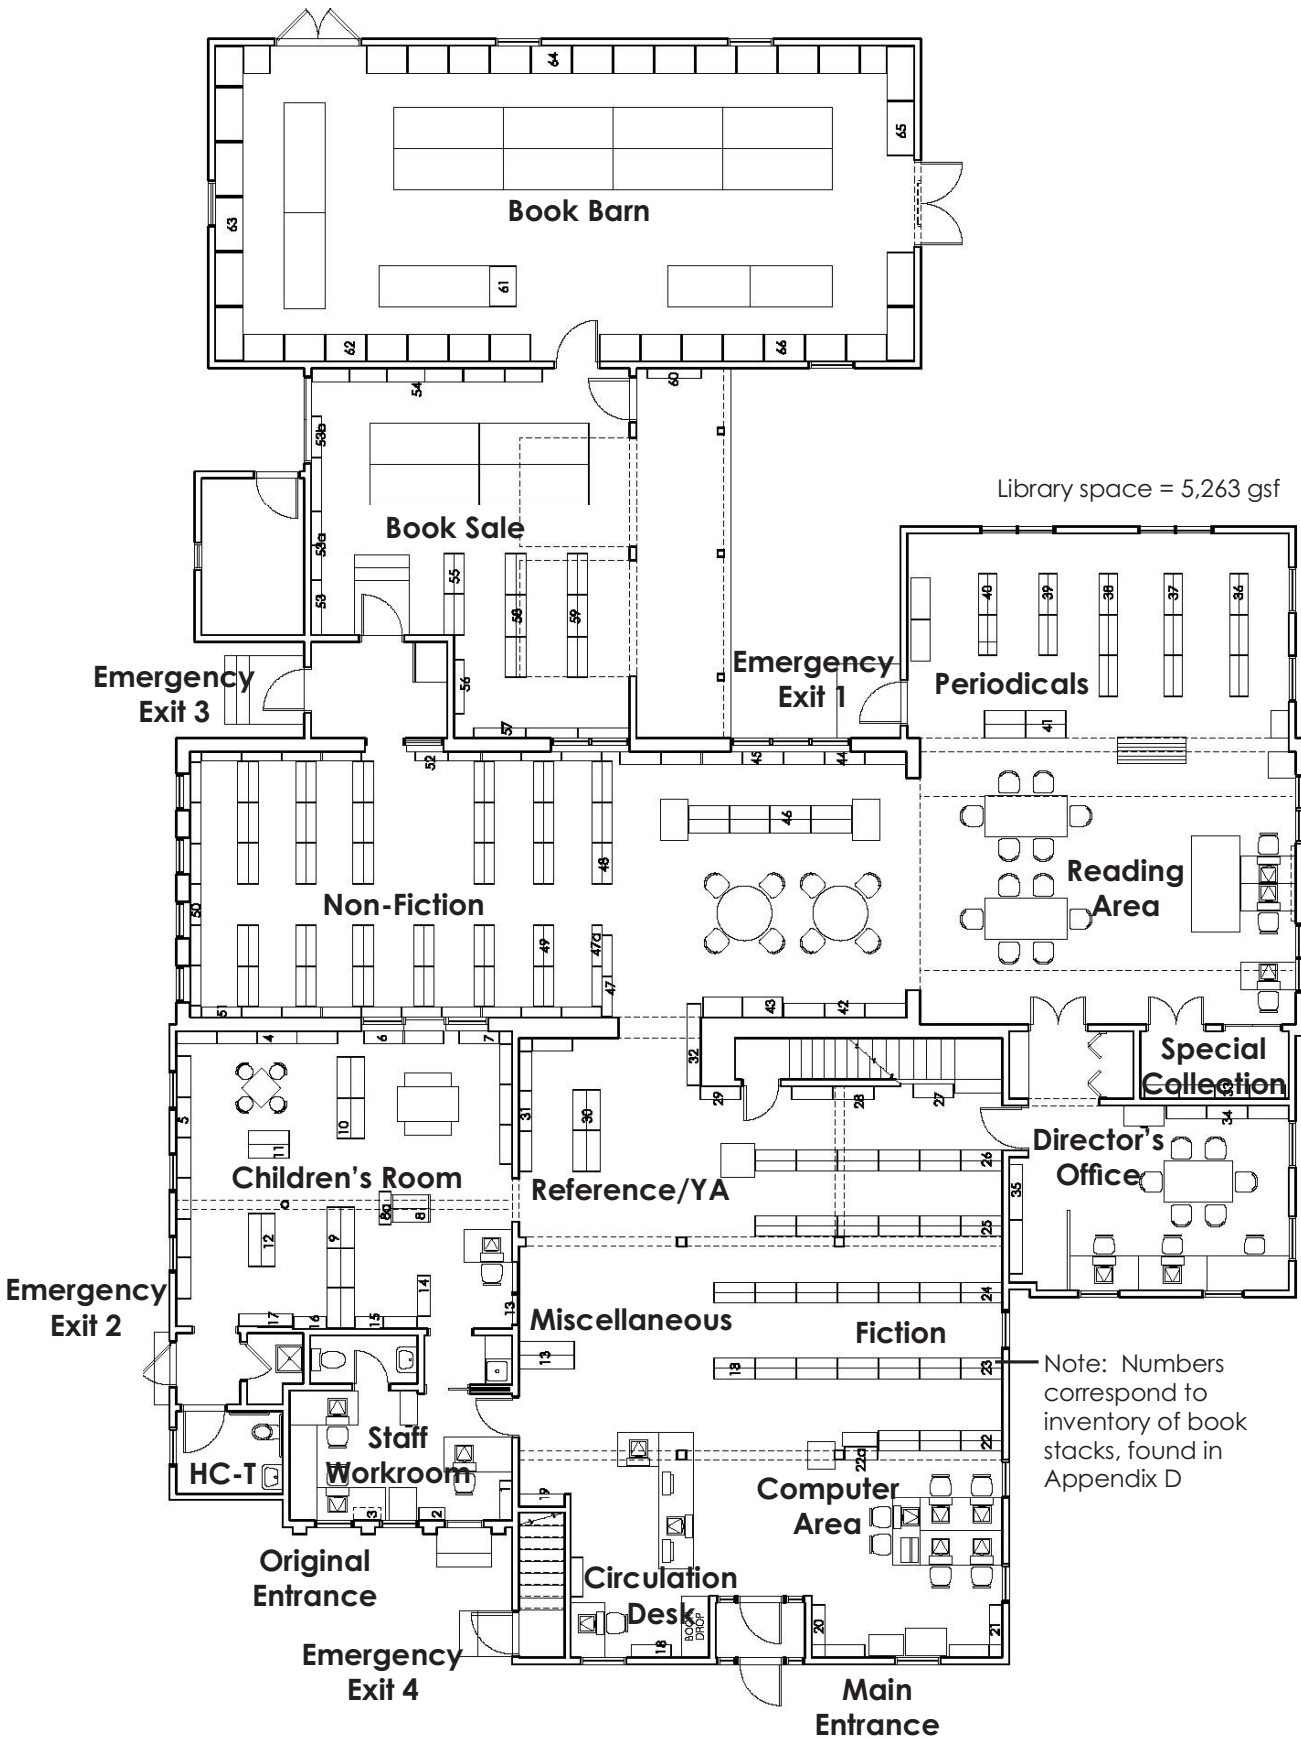 64
65
Book Barn
63
61
62
66
54
60
53b
Library space = 5,263 gsf
Book Sale
53a
55
53
58
59
40
39
38
37
36
Emergency
Exit 3
56
Emergency
Exit 1
Periodicals
57
41
52
45
44
46
48
Reading
Area
Non-Fiction
50
49
47a
47
51
43
42
4
6
7
32
Special
Collection
33
5
10
11
31
30
29
28
27
34
Director's
Office
26
35
Children's Room
Reference/YA
8a
8
12
9
25
Emergency
Exit 2
14
13
24
17
16
15
Miscellaneous
Fiction
13
18
23
Note: Numbers
correspond to
inventory of book
stacks, found in
Appendix D
Staff
Workroom
HC-T
22
22a
1
19
3
2
Computer
Area
Original
Entrance
Circulation
Desk
BOOK
DROP
18
20
21
Emergency
Exit 4
Main
Entrance